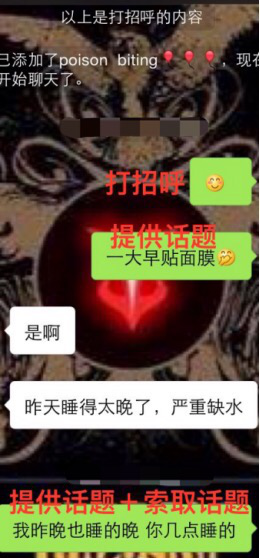 以上是打招呼的内容
已添加了poison biting🎈🎈🎈，现在
开始聊天了。
打招呼 😊
提供话题
一大早贴面膜🤣
是啊
昨天睡得太晚了，严重缺水
提供话题＋索取话题
我昨晚也睡的晚 你几点睡的